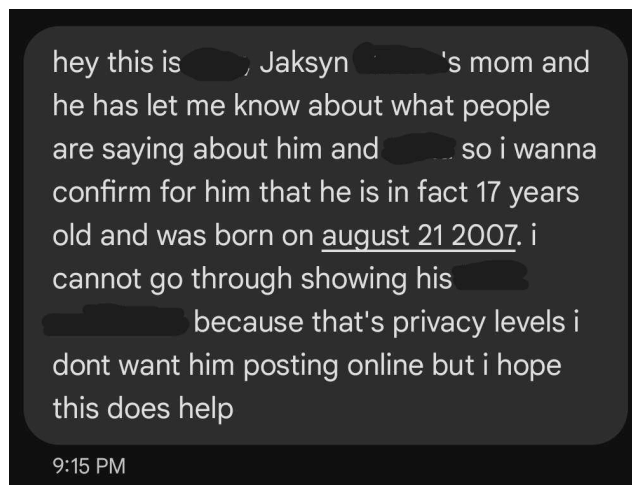 hey this is , Jaksyn 's mom and
he has let me know about what people
are saying about him and so i wanna
confirm for him that he is in fact 17 years
old and was born on august 21 2007. i
cannot go through showing his
because that's privacy levels i
dont want him posting online but i hope
this does help
9:15 PM